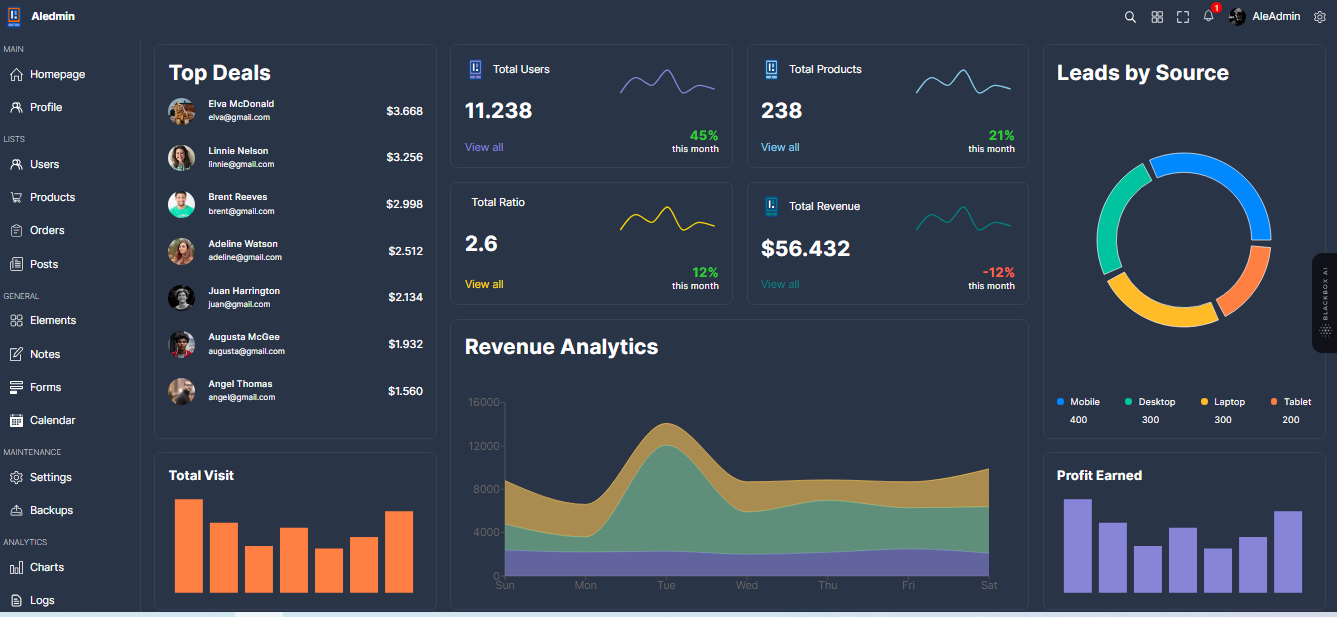 Aledmin
1
AleAdmin
MAIN
Homepage
Profile
LISTS
Users
Products
Orders
Posts
GENERAL
Elements
Notes
Forms
Calendar
MAINTENANCE
Settings
Backups
ANALYTICS
Charts
Logs
Top Deals
Elva McDonald
elva@gmail.com
$3.668
Linnie Nelson
linnie@gmail.com
$3.256
Brent Reeves
brent@gmail.com
$2.998
Adeline Watson
adeline@gmail.com
$2.512
Juan Harrington
juan@gmail.com
$2.134
Augusta McGee
augusta@gmail.com
$1.932
Angel Thomas
angel@gmail.com
$1.560
Total Visit
Total Users
11.238
View all
45%
this month
Total Products
238
View all
21%
this month
Total Ratio
2.6
View all
12%
this month
Total Revenue
$56.432
View all
-12%
this month
Revenue Analytics
16000
12000
8000
4000
0
Sun Mon Tue Wed Thu Fri Sat
Leads by Source
Mobile Desktop Laptop Tablet
400 300 300 200
Profit Earned
BLACKBOX AI